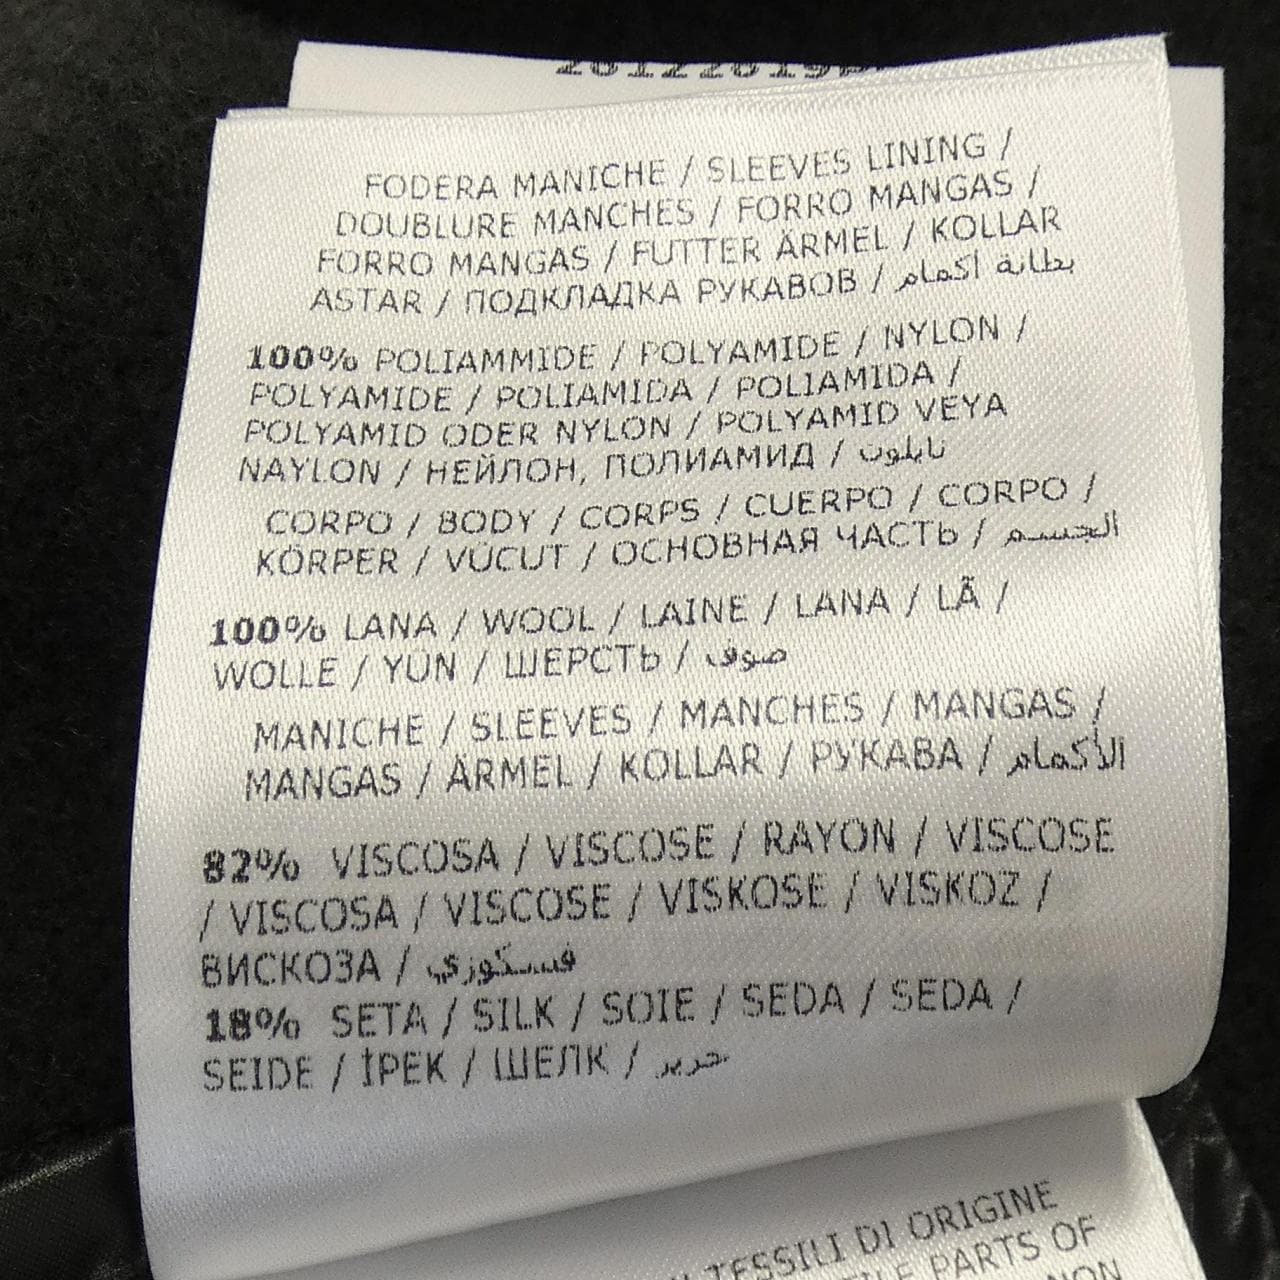 FODERA MANICHE / SLEEVES LINING /
DOUBLURE MANCHES / FORRO MANGAS /
FORRO MANGAS / FUTTER ÄRMEL / KOLLAR
ASTAR / ПОДКЛАДКА РУКАВОВ / بطانة أكمام
100% POLIAMMIDE / POLYAMIDE / NYLON /
POLYAMIDE / POLIAMIDA / POLIAMIDA /
POLYAMID ODER NYLON / POLYAMID VEYA
NAYLON / НЕЙЛОН, ПОЛИАМИД / نايلون
CORPO / BODY / CORPS / CUERPO / CORPO /
KÖRPER / VÜCUT / ОСНОВНАЯ ЧАСТЬ / الجسم
100% LANA / WOOL / LAINE / LANA / LÃ /
WOLLE / YÜN / ШЕРСТЬ / صوف
MANICHE / SLEEVES / MANCHES / MANGAS /
MANGAS / ÄRMEL / KOLLAR / РУКАВА / الأكمام
82% VISCOSA / VISCOSE / RAYON / VISCOSE
/ VISCOSA / VISCOSE / VISKOSE / VISKOZ /
ВИСКОЗА / فسكوزي
18% SETA / SILK / SOIE / SEDA / SEDA /
SEIDE / İPEK / ШЕЛК / حرير
TESSILI DI ORIGINE
PARTS OF
NON